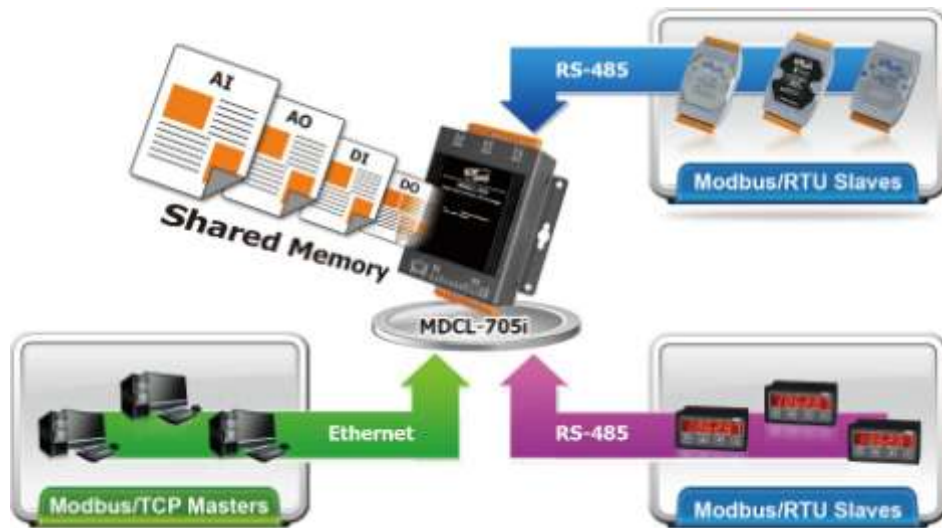 AI
AO
DI
DO
Shared Memory
MDCL-705i
RS-485
Modbus/RTU Slaves
Ethernet
Modbus/TCP Masters
RS-485
Modbus/RTU Slaves